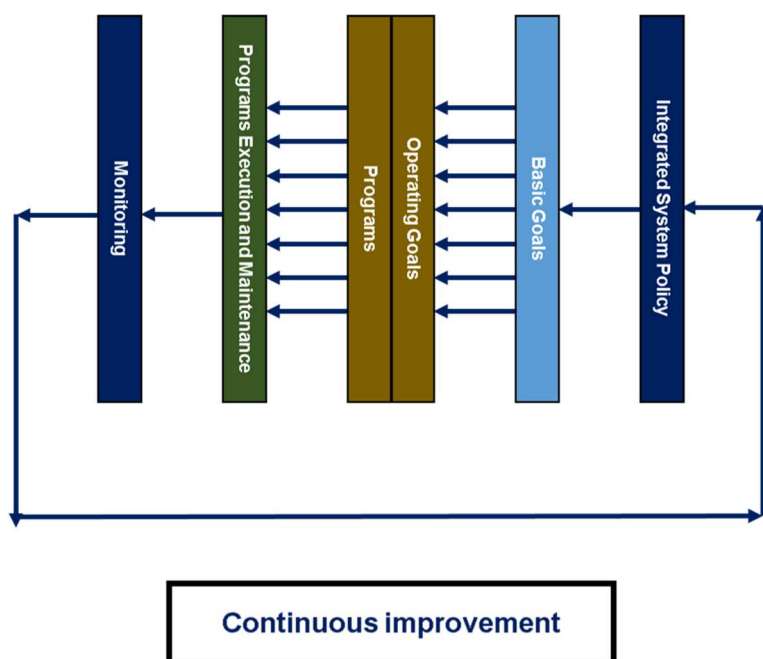 Integrated System Policy
Basic Goals
Operating Goals
Programs
Programs Execution and Maintenance
Monitoring
Continuous improvement